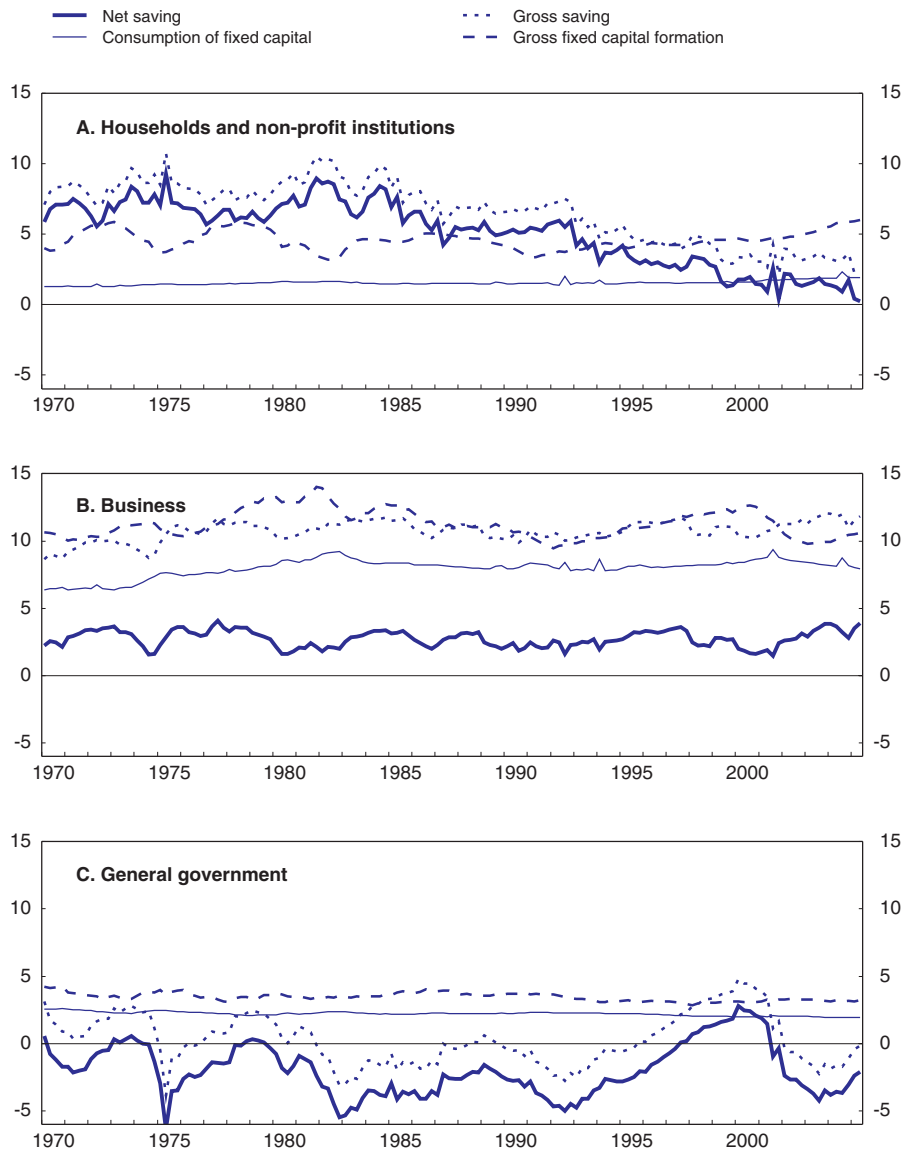 Net saving
Gross saving
Consumption of fixed capital
Gross fixed capital formation
15 15
A. Households and non-profit institutions
10 10
5 5
0 0
-5 -5
1970 1975 1980 1985 1990 1995 2000
15 15
B. Business
10 10
5 5
0 0
-5 -5
1970 1975 1980 1985 1990 1995 2000
15 15
C. General government
10 10
5 5
0 0
-5 -5
1970 1975 1980 1985 1990 1995 2000